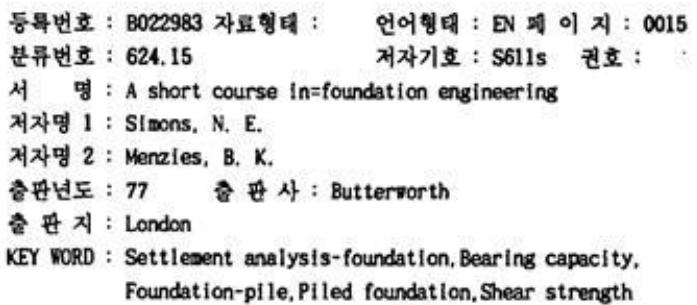 등록번호 : B022983 자료형태 : 언어형태 : EN 페 이 지 : 0015
분류번호 : 624.15 저자기호 : S611s 권호 :
서 명 : A short course in=foundation engineering
저자명 1 : Simons, N. E.
저자명 2 : Menzies, B. K.
출판년도 : 77 출 판 사 : Butterworth
출 판 지 : London
KEY WORD : Settlement analysis-foundation,Bearing capacity,
Foundation-pile,Piled foundation,Shear strength